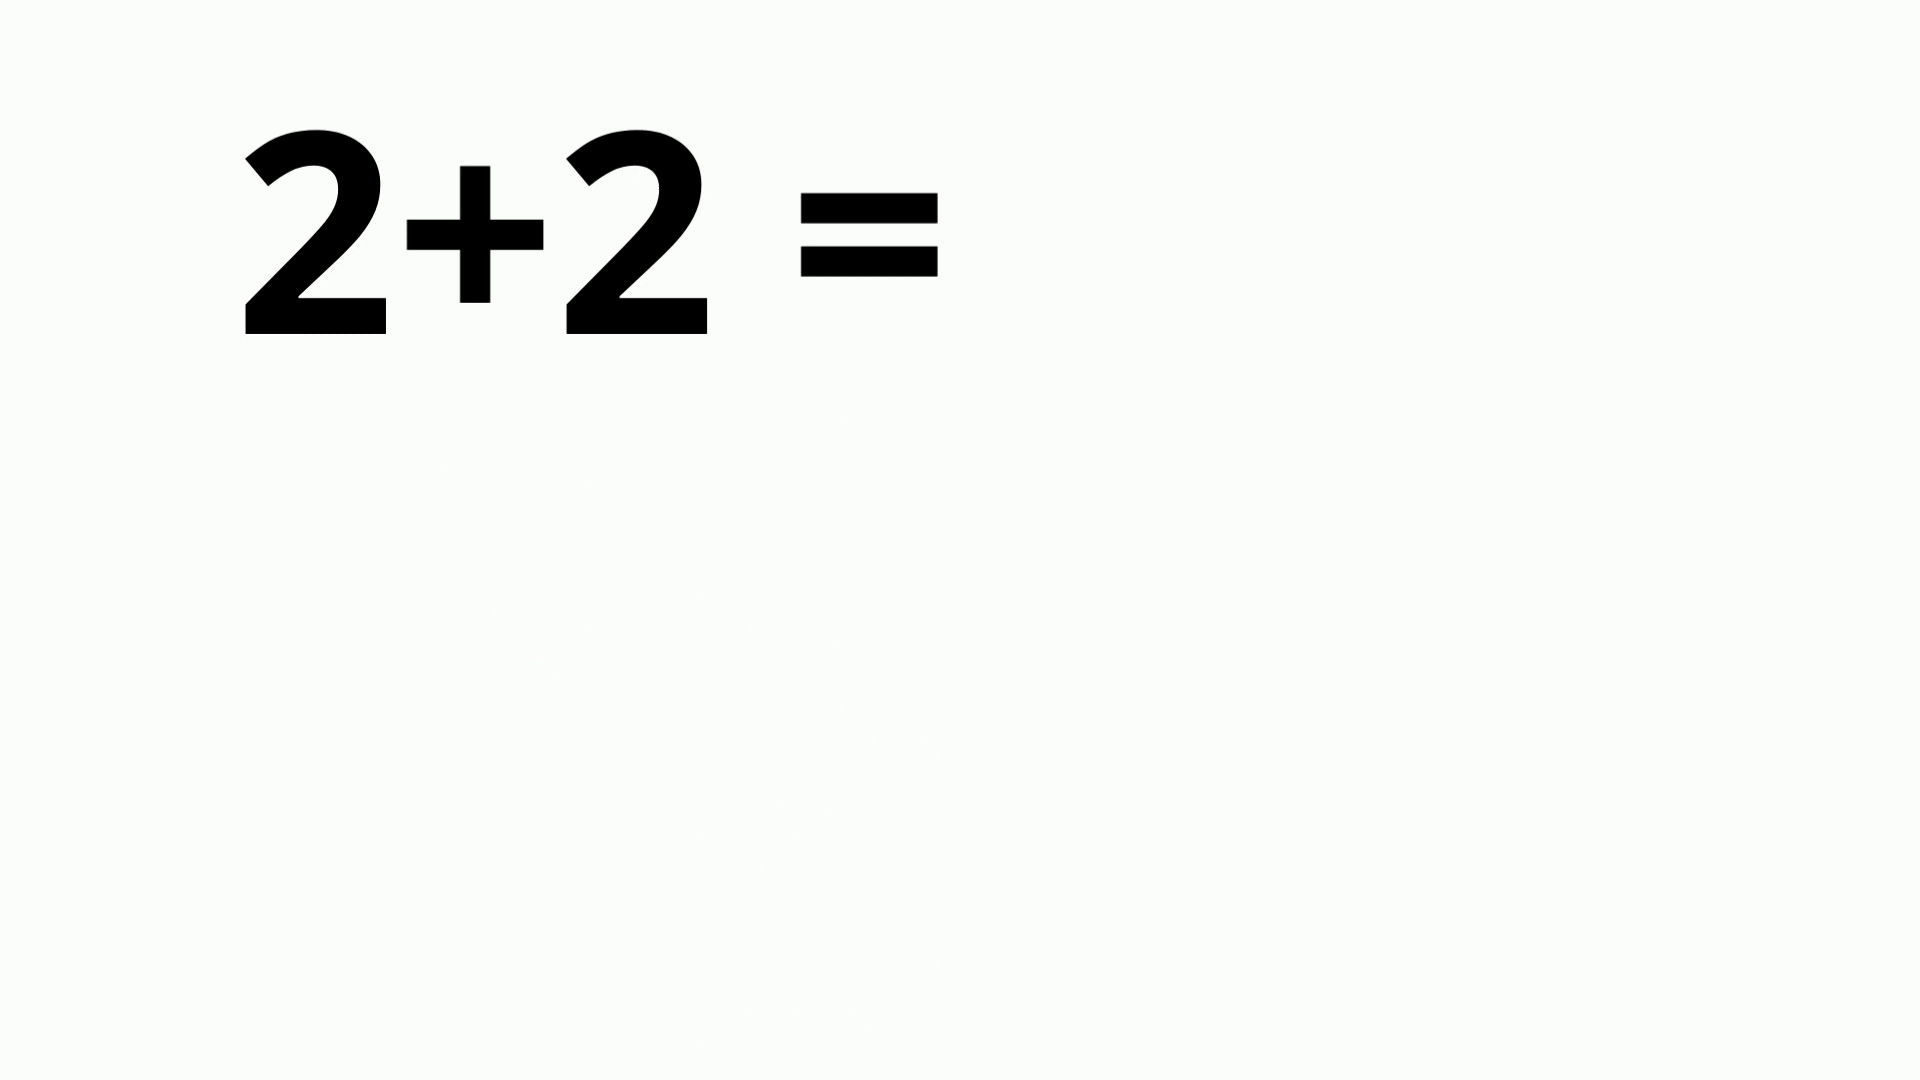 2+2 =